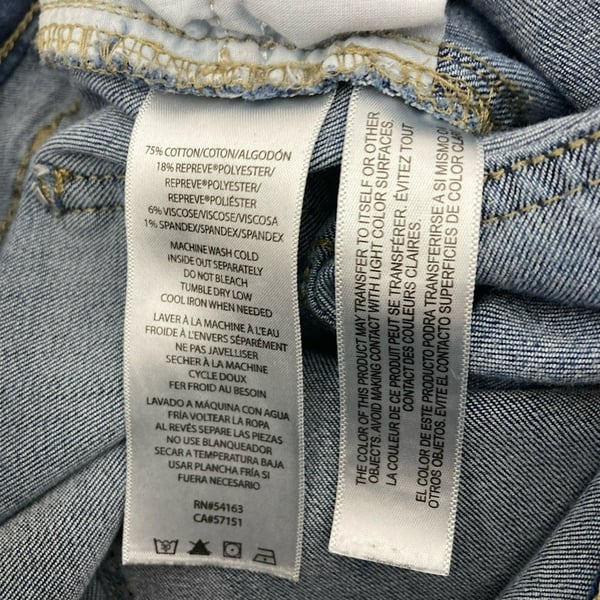 75% COTTON/COTON/ALGODÓN
18% REPREVE®POLYESTER/
REPREVE®POLYESTER/
REPREVE®POLIÉSTER
6% VISCOSE/VISCOSE/VISCOSA
1% SPANDEX/SPANDEX/SPANDEX
MACHINE WASH COLD
INSIDE OUT SEPARATELY
DO NOT BLEACH
TUMBLE DRY LOW
COOL IRON WHEN NEEDED
LAVER À LA MACHINE À L'EAU
FROIDE À L'ENVERS SÉPARÉMENT
NE PAS JAVELLISER
SECHER À LA MACHINE
CYCLE DOUX
FER FROID AU BESOIN
LAVADO A MÁQUINA CON AGUA
FRÍA VOLTEAR LA ROPA
AL REVÉS SEPARE LAS PIEZAS
NO USE BLANQUEADOR
SECAR A TEMPERATURA BAJA
USAR PLANCHA FRÍA SI
FUERA NECESARIO
RN#54163
CA#57151
THE COLOR OF THIS PRODUCT MAY TRANSFER TO ITSELF OR OTHER
OBJECTS. AVOID MAKING CONTACT WITH LIGHT COLOR SURFACES.
LA COULEUR DE CE PRODUIT PEUT SE TRANSFÉRER. ÉVITEZ TOUT
CONTACT DES COULEURS CLAIRES.
EL COLOR DE ESTE PRODUCTO PODRA TRANSFERIRSE A SI MISMO O
OTROS OBJETOS. EVITE EL CONTACTO SUPERFICIES DE COLOR